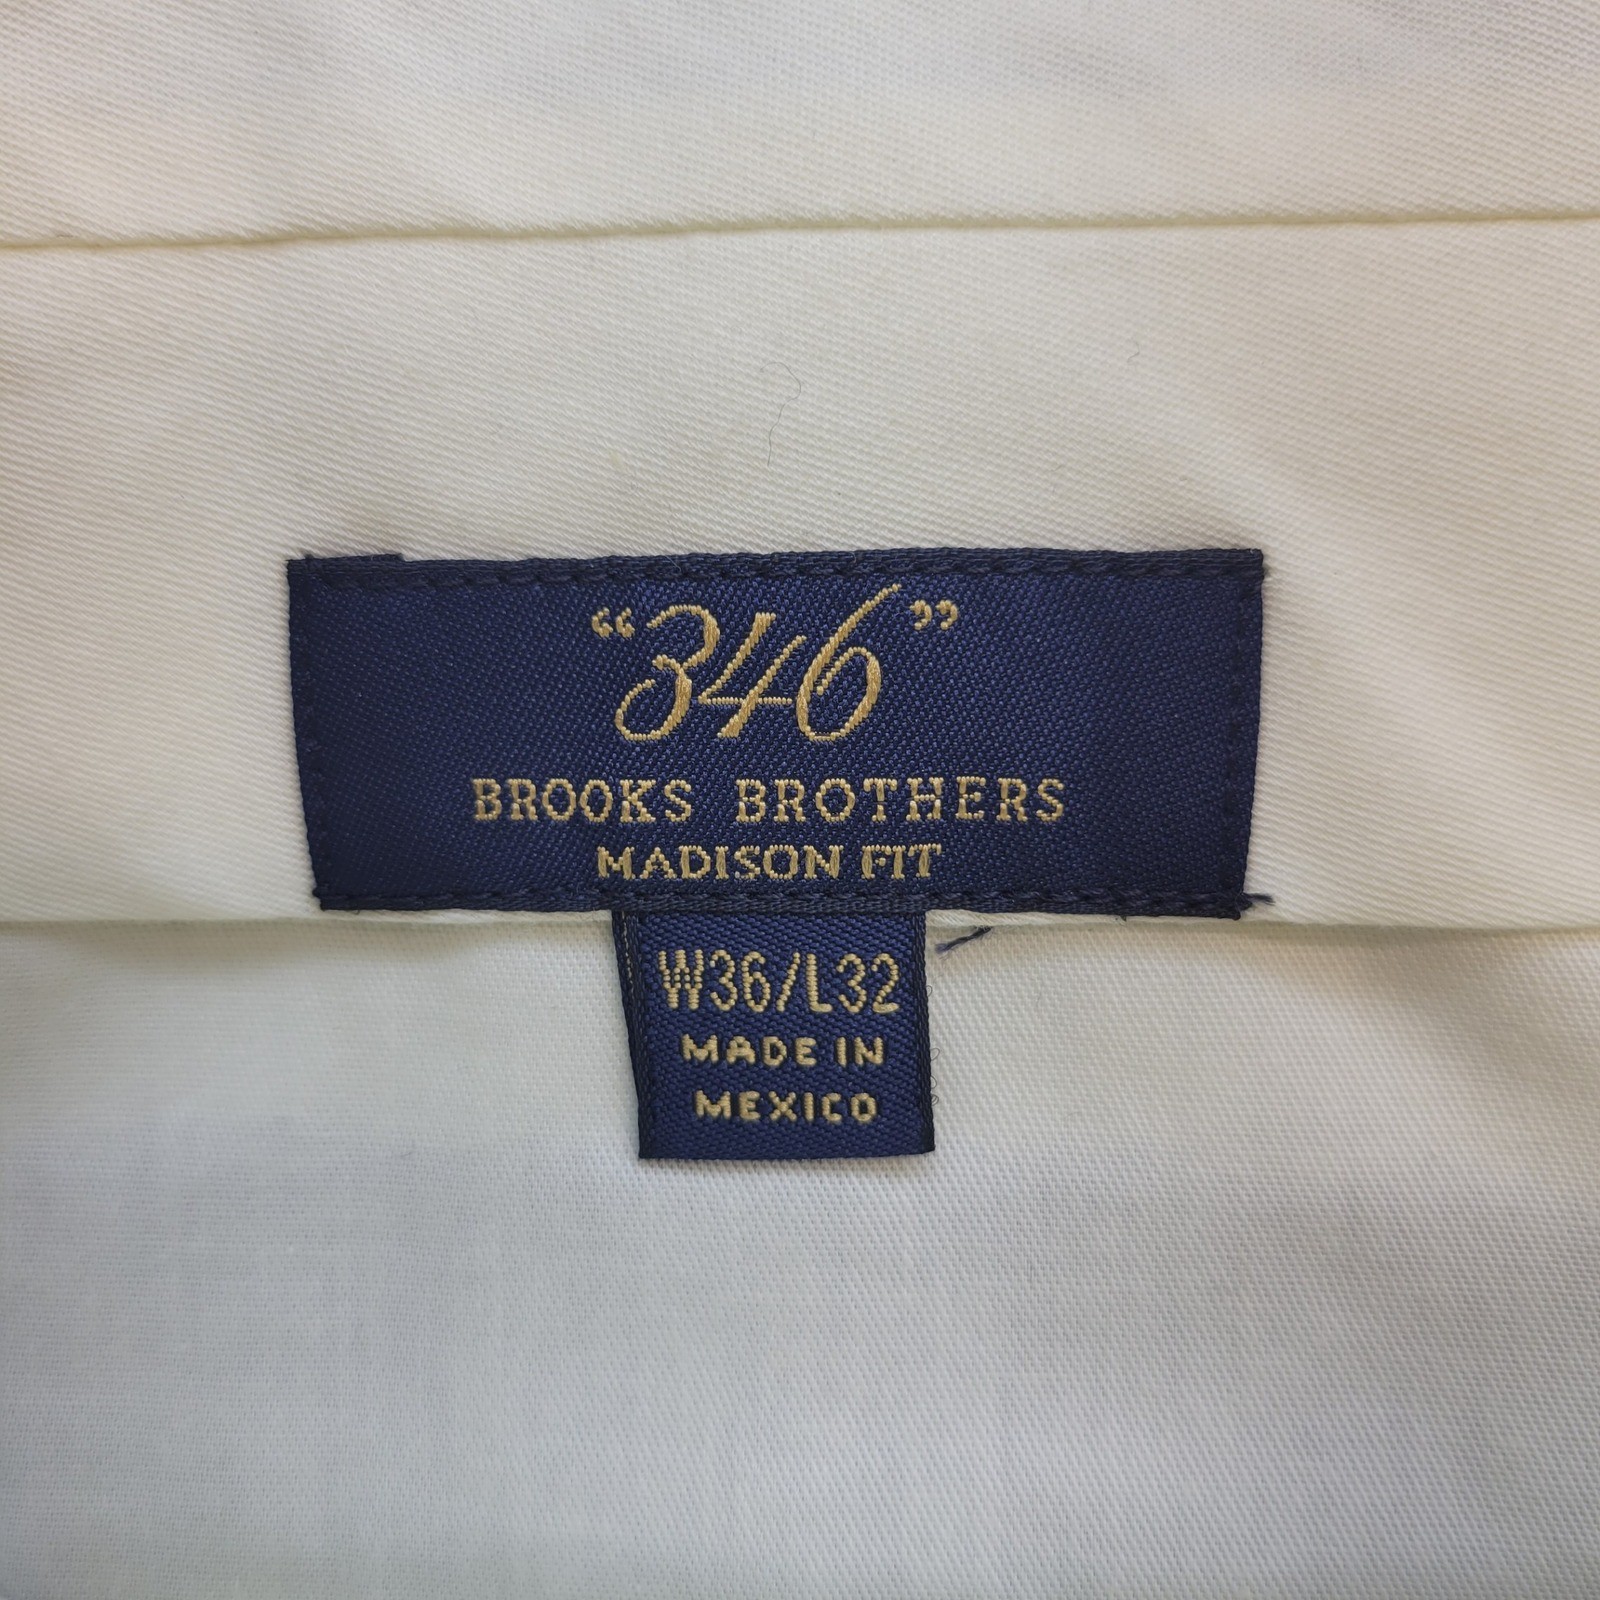 “346”
BROOKS BROTHERS
MADISON FIT
W36/L32
MADE IN
MEXICO